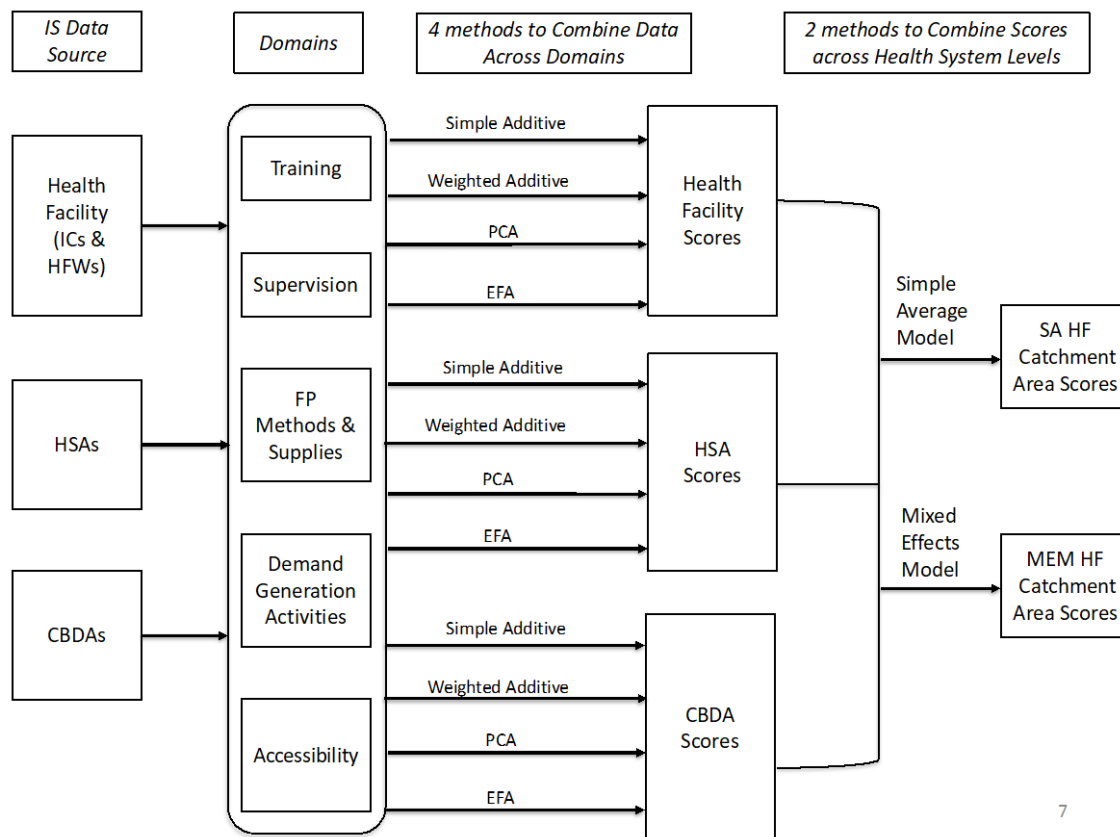 IS Data
Source
Domains
4 methods to Combine Data
Across Domains
2 methods to Combine Scores
across Health System Levels
Health
Facility
(ICs &
HFWs)
HSAs
CBDAs
Training
Supervision
FP
Methods &
Supplies
Demand
Generation
Activities
Accessibility
Simple Additive
Weighted Additive
PCA
EFA
Simple Additive
Weighted Additive
PCA
EFA
Simple Additive
Weighted Additive
PCA
EFA
Health
Facility
Scores
HSA
Scores
CBDA
Scores
Simple
Average
Model
Mixed
Effects
Model
SA HF
Catchment
Area Scores
MEM HF
Catchment
Area Scores
7